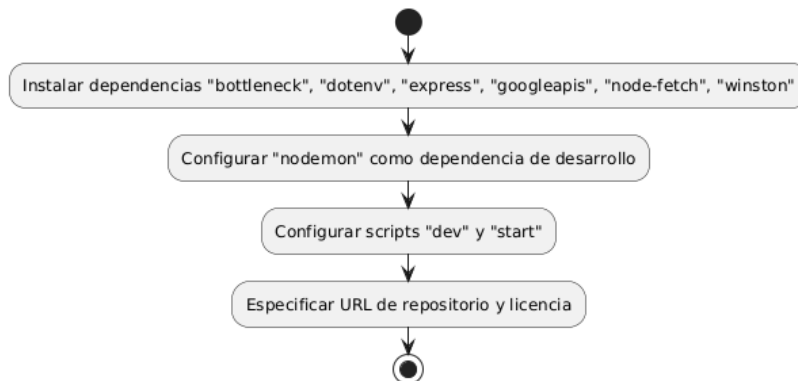 Instalar dependencias "bottleneck", "dotenv", "express", "googleapis", "node-fetch", "winston"
Configurar "nodemon" como dependencia de desarrollo
Configurar scripts "dev" y "start"
Especificar URL de repositorio y licencia